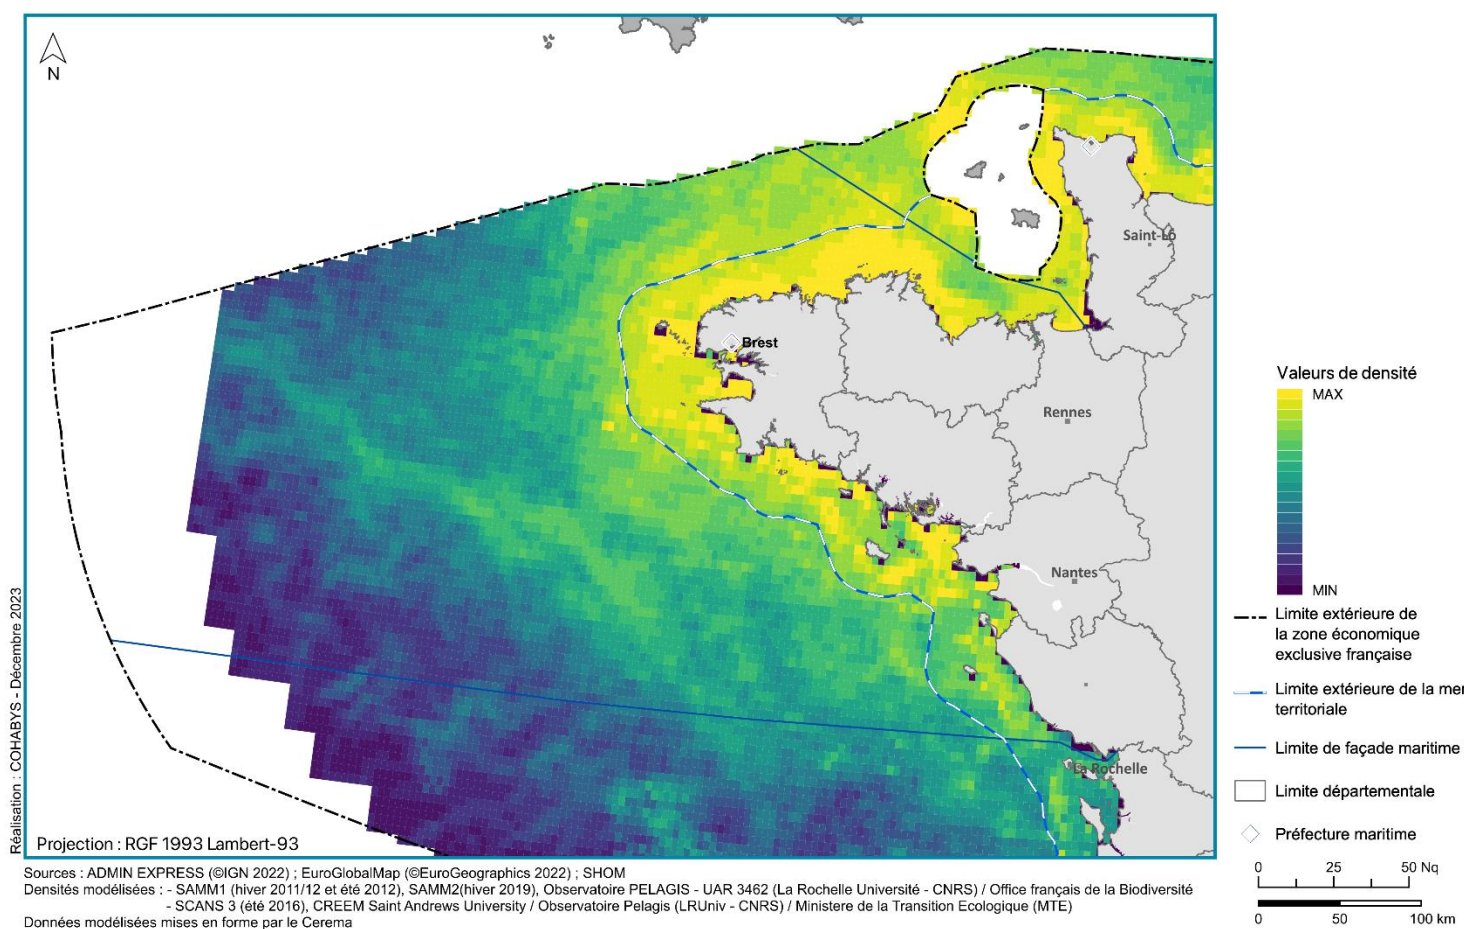 N
Saint-Lô
Brest
Rennes
Nantes
La Rochelle
Projection : RGF 1993 Lambert-93
Réalisation : COHABYS - Décembre 2023
Valeurs de densité
MAX
MIN
Limite extérieure de
la zone économique
exclusive française
Limite extérieure de la mer
territoriale
Limite de façade maritime
Limite départementale
Préfecture maritime
0 25 50 Nq
0 50 100 km
Sources : ADMIN EXPRESS (©IGN 2022) ; EuroGlobalMap (©EuroGeographics 2022) ; SHOM
Densités modélisées : - SAMM1 (hiver 2011/12 et été 2012), SAMM2(hiver 2019), Observatoire PELAGIS - UAR 3462 (La Rochelle Université - CNRS) / Office français de la Biodiversité
- SCANS 3 (été 2016), CREEM Saint Andrews University / Observatoire Pelagis (LRUniv - CNRS) / Ministere de la Transition Ecologique (MTE)
Données modélisées mises en forme par le Cerema